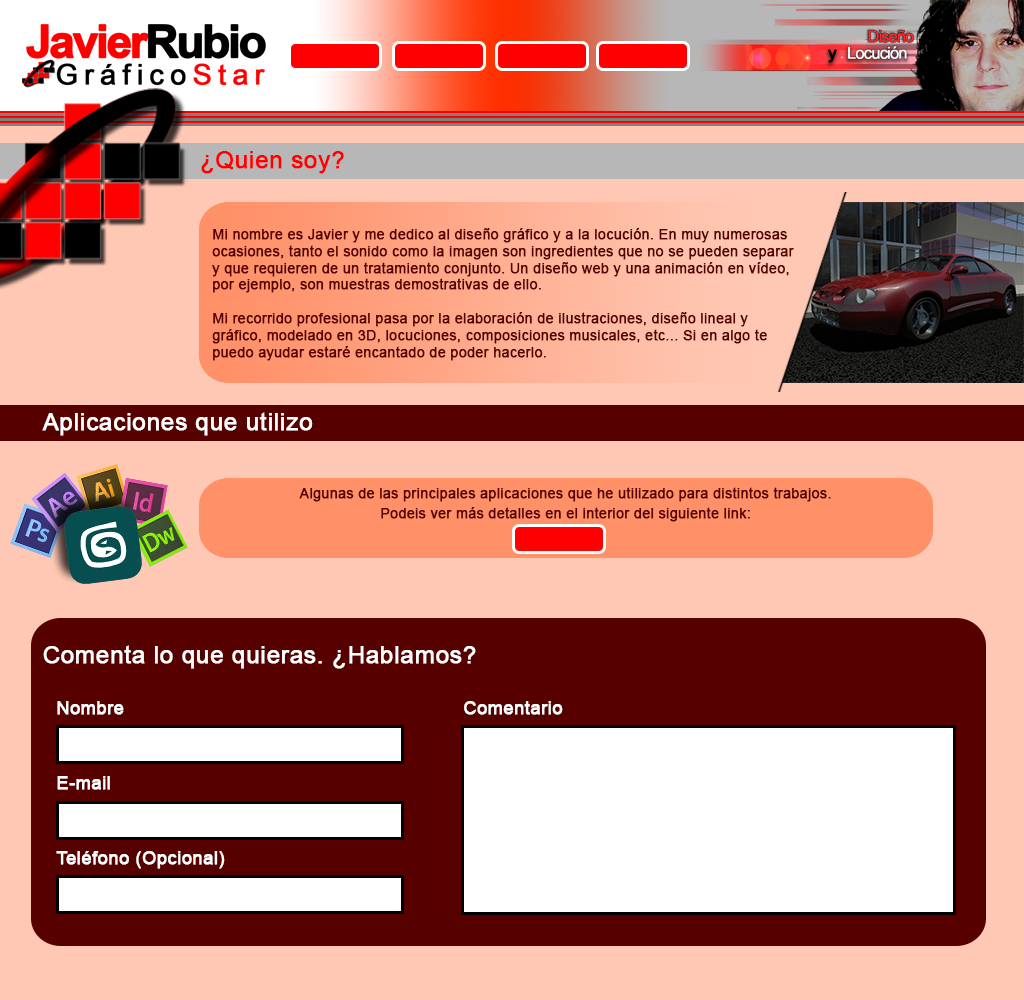 JavierRubio
GráficoStar
Diseño
y . Locución
¿Quien soy?
Mi nombre es Javier y me dedico al diseño gráfico y a la locución. En muy numerosas
ocasiones, tanto el sonido como la imagen son ingredientes que no se pueden separar
y que requieren de un tratamiento conjunto. Un diseño web y una animación en vídeo,
por ejemplo, son muestras demostrativas de ello.
Mi recorrido profesional pasa por la elaboración de ilustraciones, diseño lineal y
gráfico, modelado en 3D, locuciones, composiciones musicales, etc... Si en algo te
puedo ayudar estaré encantado de poder hacerlo.
Aplicaciones que utilizo
Ps
Ae
Ai
Id
Dw
Algunas de las principales aplicaciones que he utilizado para distintos trabajos.
Podeis ver más detalles en el interior del siguiente link:
Comenta lo que quieras. ¿Hablamos?
Nombre
E-mail
Teléfono (Opcional)
Comentario